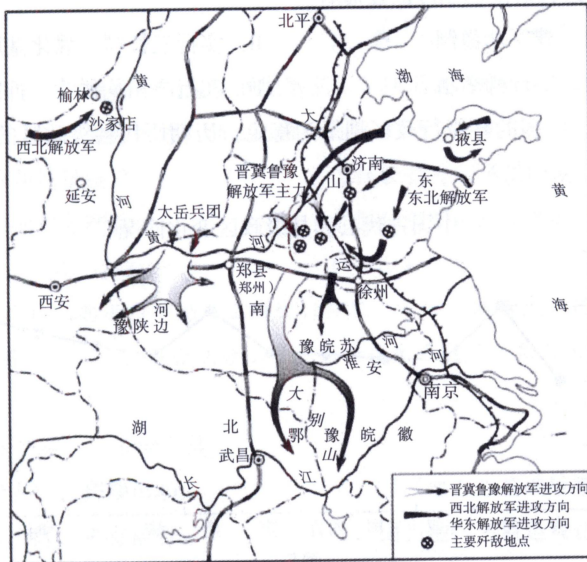 北平
渤 海
黄
榆林
沙家店
西北解放军
大
掖县
晋冀鲁豫
解放军主力
山
济南
东
东北解放军
延安
河
太岳兵团
黄
河
黄
运
郑县
(郑州)
西安
徐州
海
豫陕边
河
南
豫皖苏
淮
安
河
河
南京
大
别
山
湖
北
鄂
豫
皖
徽
武昌
长
江
晋冀鲁豫解放军进攻方向
西北解放军进攻方向
华东解放军进攻方向
主要歼敌地点